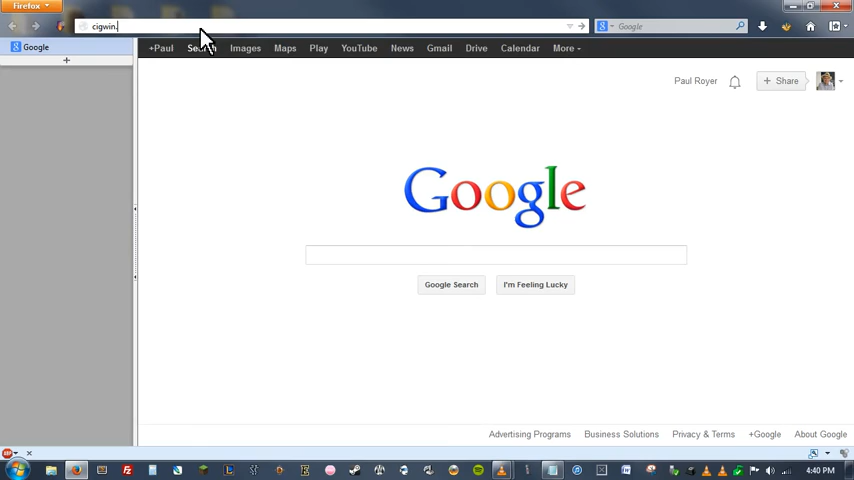 Firefox
cigwin.
Google
Google
+Paul Search Images Maps Play YouTube News Gmail Drive Calendar More
Paul Royer
+ Share
Google
Google Search
I'm Feeling Lucky
Advertising Programs Business Solutions Privacy & Terms +Google About Google
ABP
4:40 PM